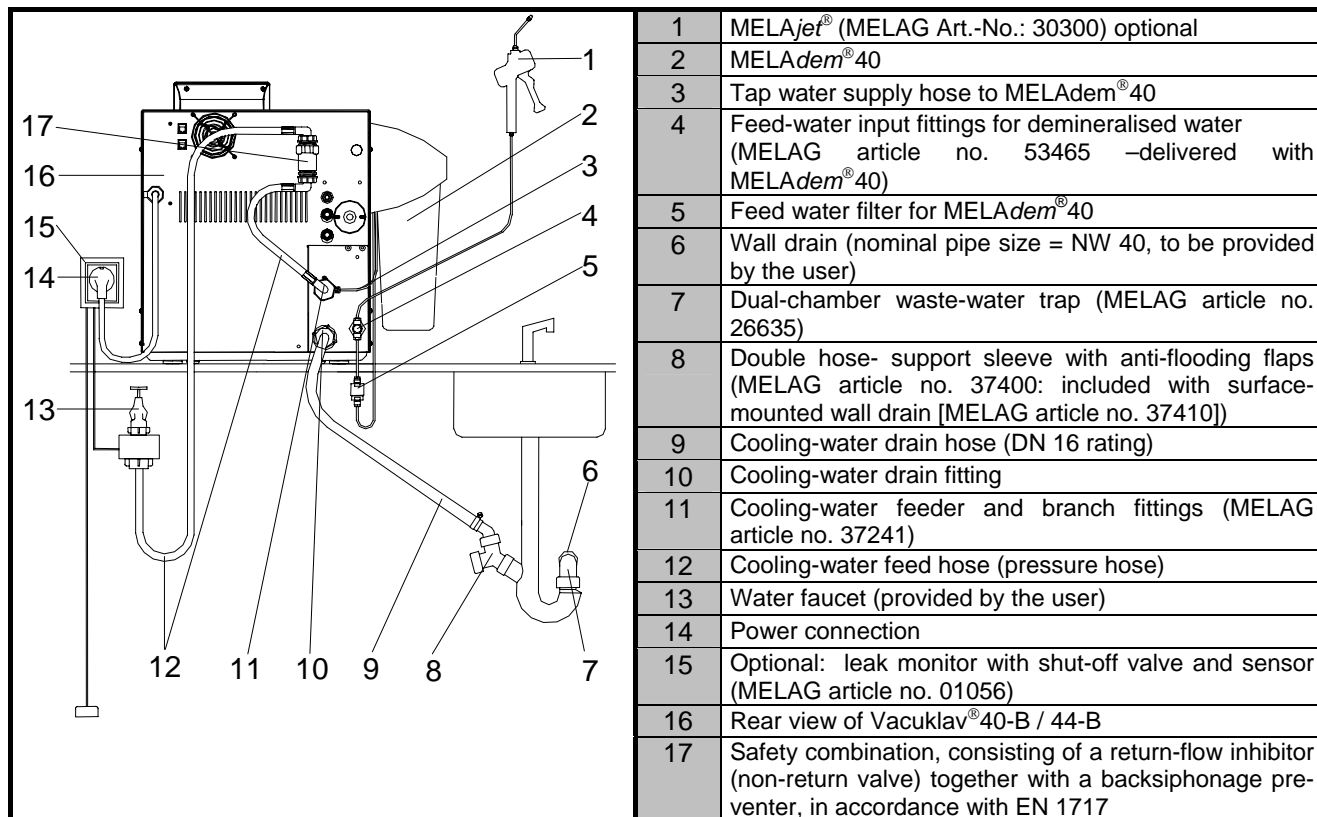 17
16
15
14
13
12
11
10
9
8
7
6
5
4
3
2
1
1 MELAjet® (MELAG Art.-No.: 30300) optional
2 MELAdem®40
3 Tap water supply hose to MELAdem®40
4 Feed-water input fittings for demineralised water
(MELAG article no. 53465 –delivered with
MELAdem®40)
5 Feed water filter for MELAdem®40
6 Wall drain (nominal pipe size = NW 40, to be provided
by the user)
7 Dual-chamber waste-water trap (MELAG article no.
26635)
8 Double hose- support sleeve with anti-flooding flaps
(MELAG article no. 37400: included with surface-
mounted wall drain [MELAG article no. 37410])
9 Cooling-water drain hose (DN 16 rating)
10 Cooling-water drain fitting
11 Cooling-water feeder and branch fittings (MELAG
article no. 37241)
12 Cooling-water feed hose (pressure hose)
13 Water faucet (provided by the user)
14 Power connection
15 Optional: leak monitor with shut-off valve and sensor
(MELAG article no. 01056)
16 Rear view of Vacuklav®40-B / 44-B
17 Safety combination, consisting of a return-flow inhibitor
(non-return valve) together with a backsiphonage pre-
venter, in accordance with EN 1717